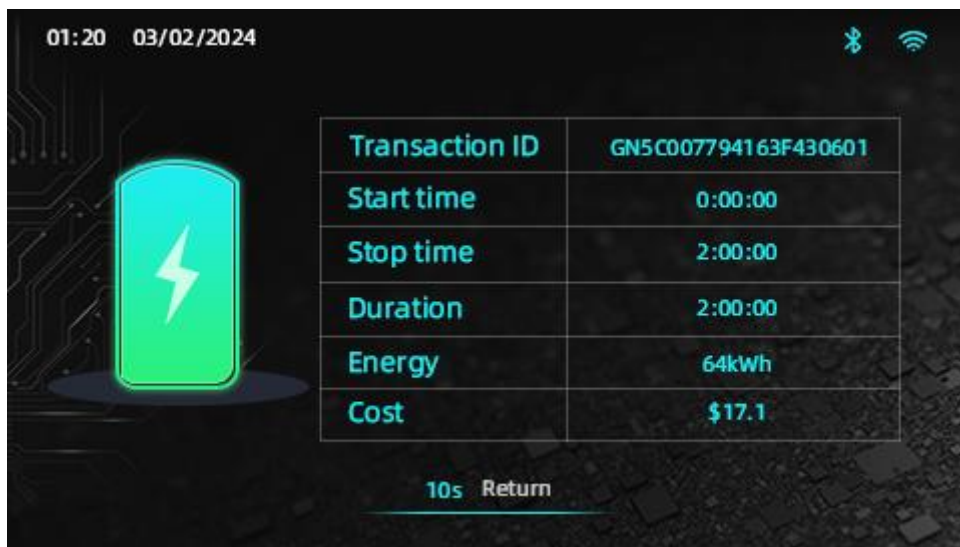 01:20 03/02/2024
Transaction ID GN5C007794163F430601
Start time 0:00:00
Stop time 2:00:00
Duration 2:00:00
Energy 64kWh
Cost $17.1
10s Return